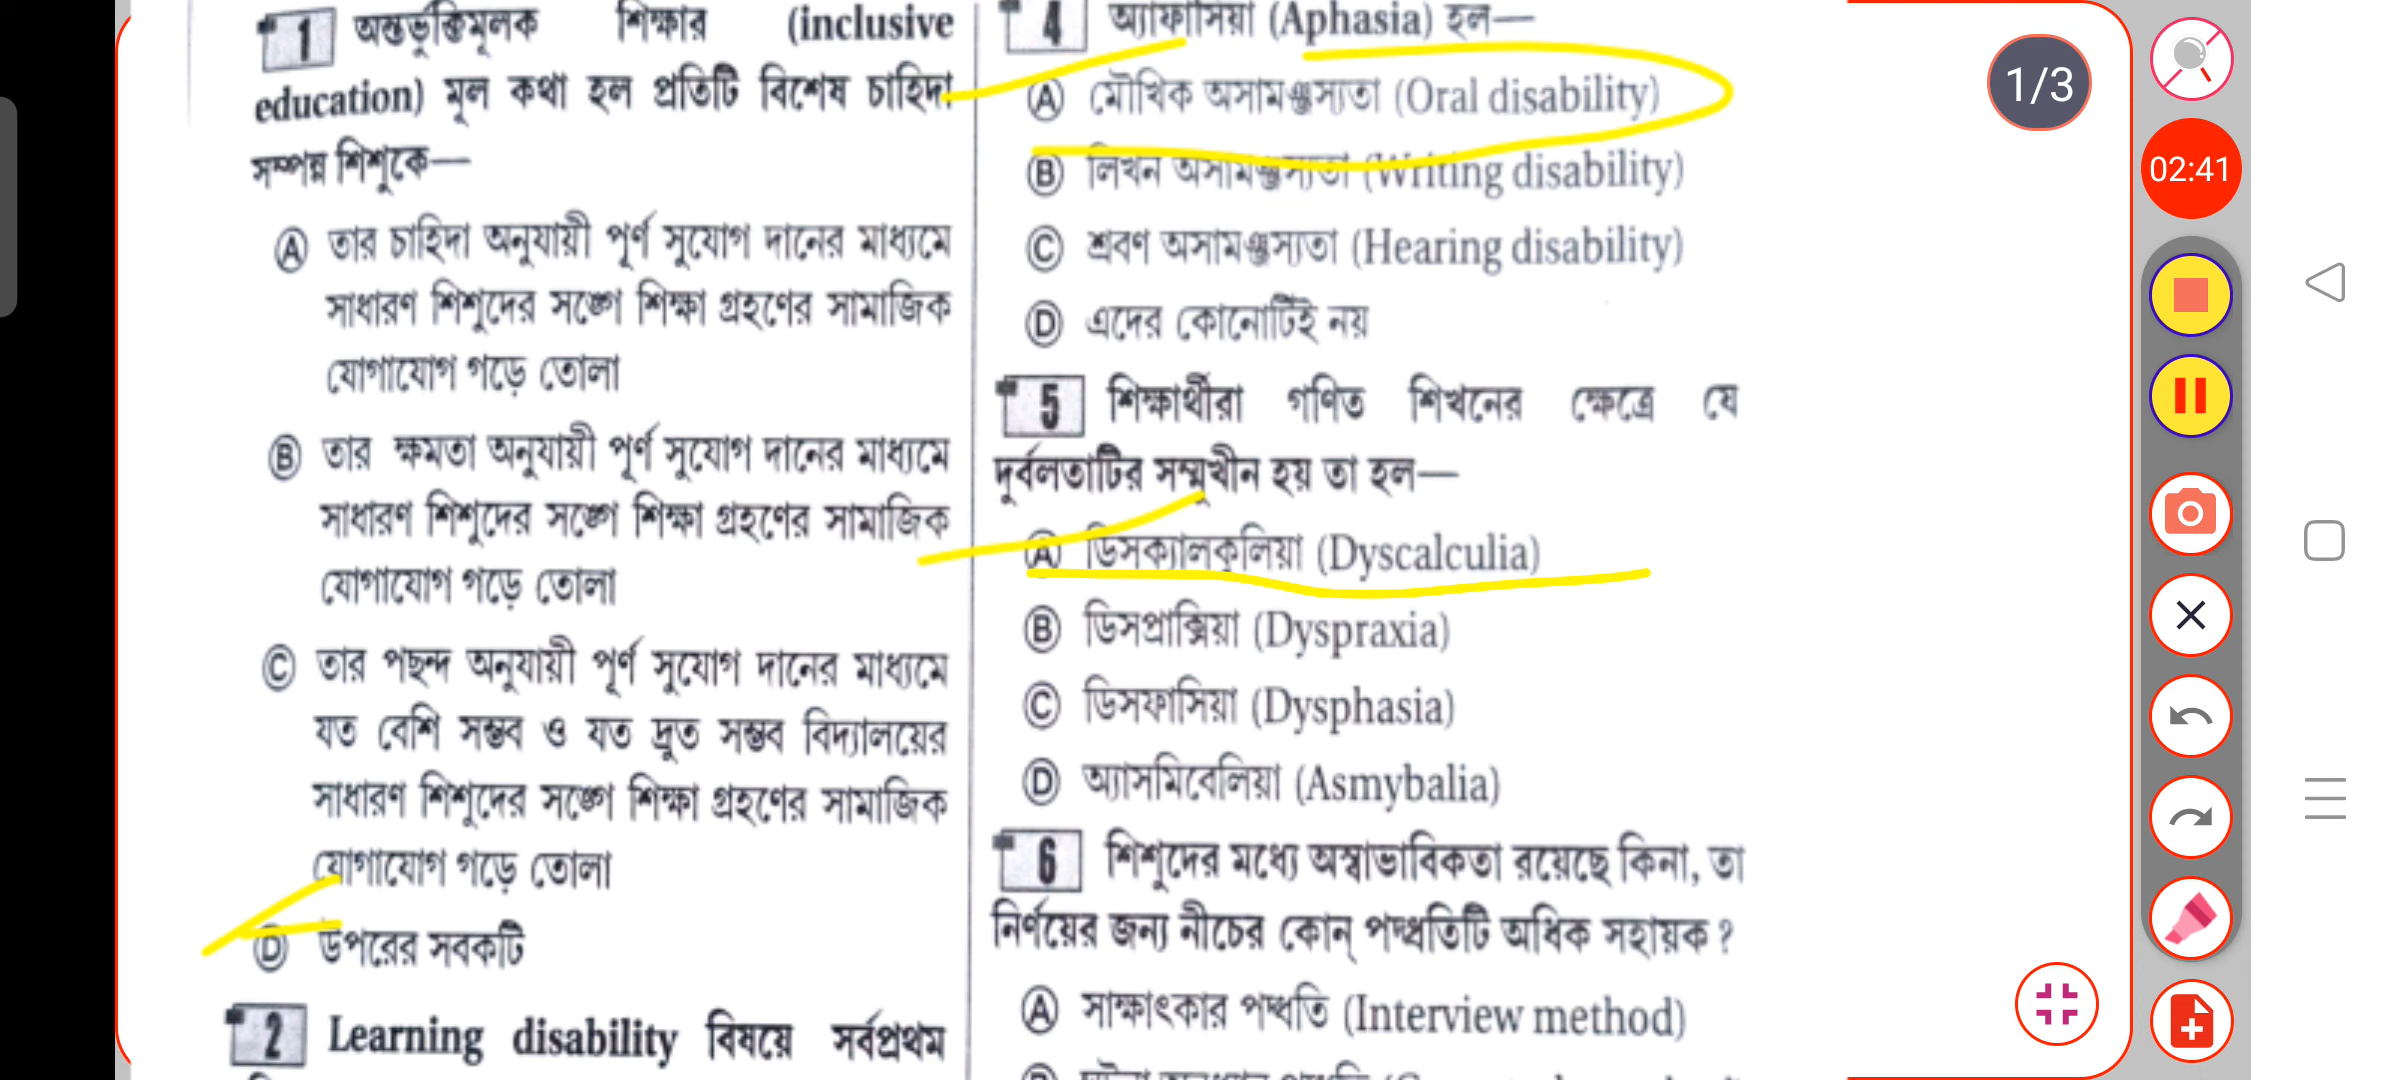 1 অন্তর্ভুক্তিমূলক শিক্ষার (inclusive
education) মূল কথা হল প্রতিটি বিশেষ চাহিদা
সম্পন্ন শিশুকে—
Ⓐ তার চাহিদা অনুযায়ী পূর্ণ সুযোগ দানের মাধ্যমে
সাধারণ শিশুদের সঙ্গে শিক্ষা গ্রহণের সামাজিক
যোগাযোগ গড়ে তোলা
Ⓑ তার ক্ষমতা অনুযায়ী পূর্ণ সুযোগ দানের মাধ্যমে
সাধারণ শিশুদের সঙ্গে শিক্ষা গ্রহণের সামাজিক
যোগাযোগ গড়ে তোলা
Ⓒ তার পছন্দ অনুযায়ী পূর্ণ সুযোগ দানের মাধ্যমে
যত বেশি সম্ভব ও যত দ্রুত সম্ভব বিদ্যালয়ের
সাধারণ শিশুদের সঙ্গে শিক্ষা গ্রহণের সামাজিক
যোগাযোগ গড়ে তোলা
Ⓓ উপরের সবকটি
2 Learning disability বিষয়ে সর্বপ্রথম
4 অ্যাফাসিয়া (Aphasia) হল—
Ⓐ মৌখিক অসামঞ্জস্যতা (Oral disability)
Ⓑ লিখন অসামঞ্জস্যতা (Writing disability)
Ⓒ শ্রবণ অসামঞ্জস্যতা (Hearing disability)
Ⓓ এদের কোনোটিই নয়
5 শিক্ষার্থীরা গণিত শিখনের ক্ষেত্রে যে
দুর্বলতাটির সম্মুখীন হয় তা হল—
Ⓐ ডিসক্যালকুলিয়া (Dyscalculia)
Ⓑ ডিসপ্রাক্সিয়া (Dyspraxia)
Ⓒ ডিসফাসিয়া (Dysphasia)
Ⓓ অ্যাসমিবেলিয়া (Asmybalia)
6 শিশুদের মধ্যে অস্বাভাবিকতা রয়েছে কিনা, তা
নির্ণয়ের জন্য নীচের কোন্ পদ্ধতিটি অধিক সহায়ক ?
Ⓐ সাক্ষাৎকার পদ্ধতি (Interview method)
1/3
02:41